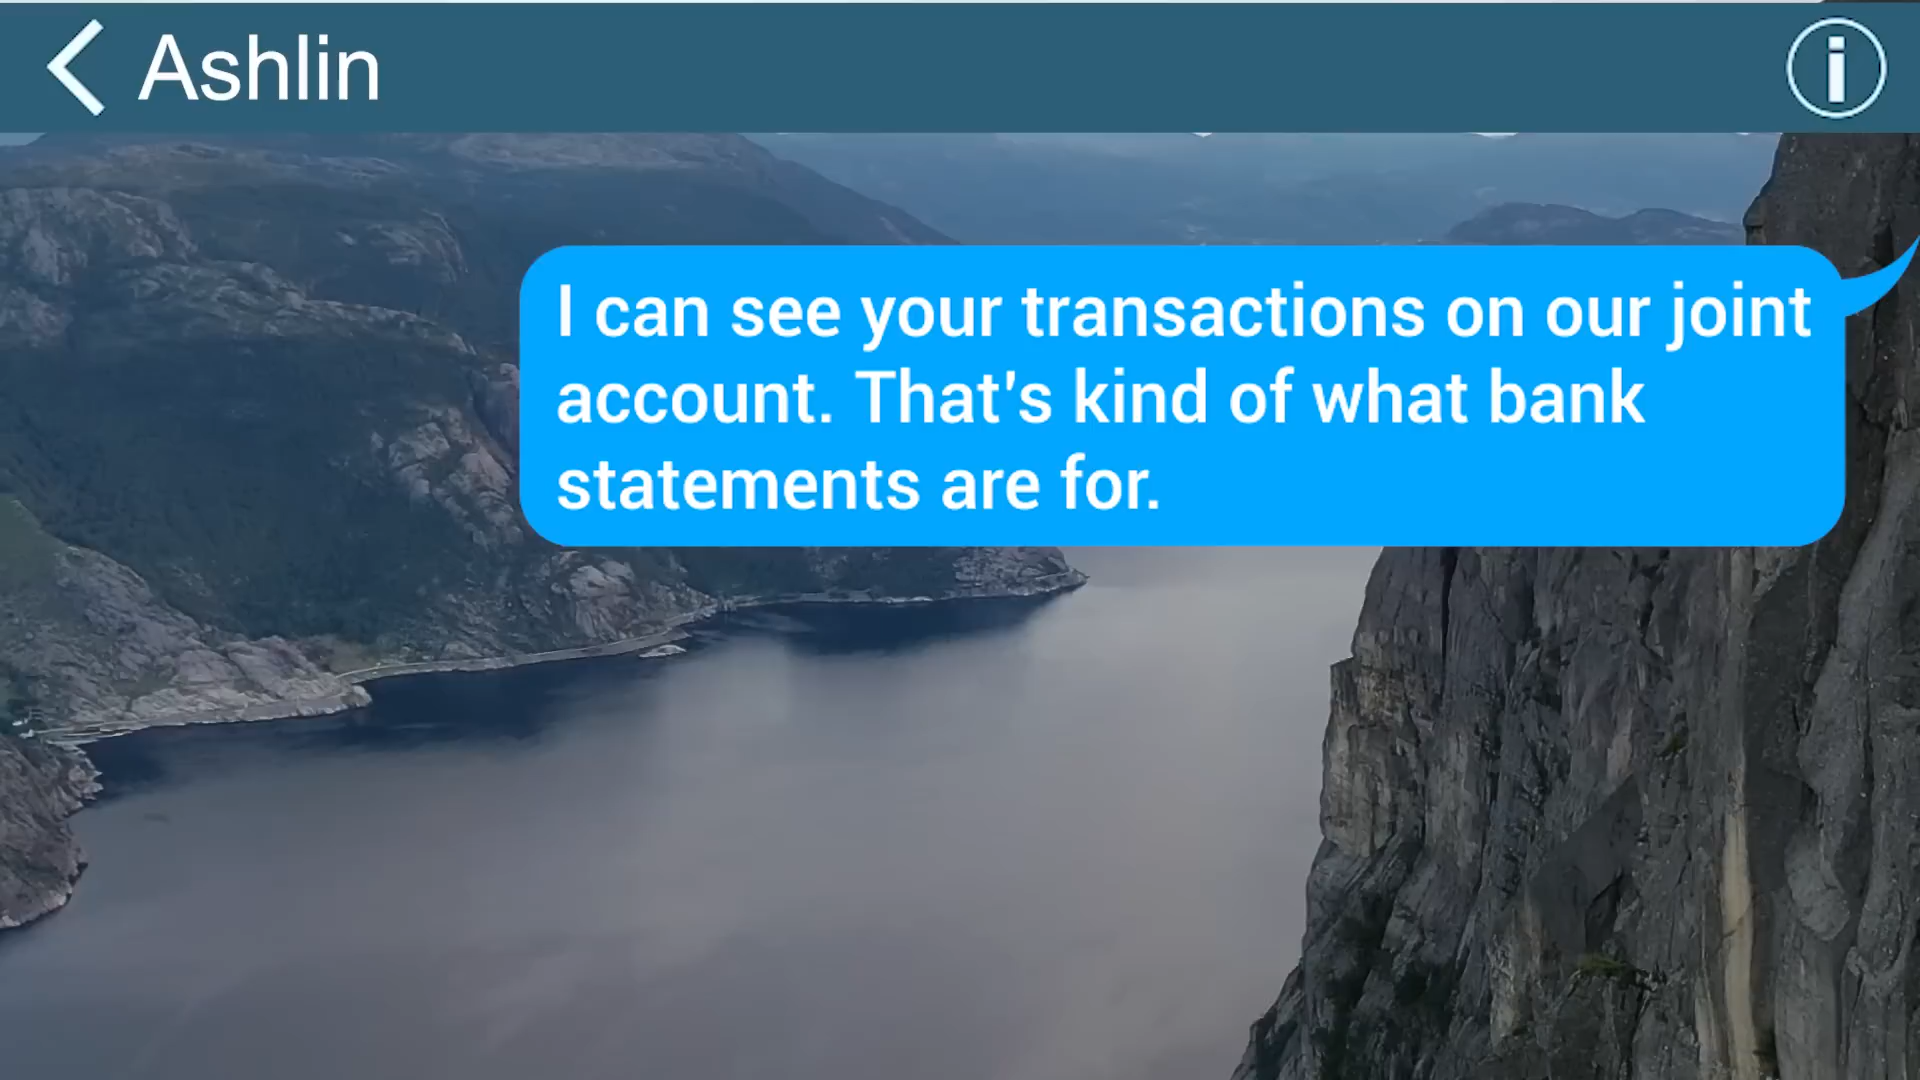 Ashlin
I can see your transactions on our joint
account. That's kind of what bank
statements are for.